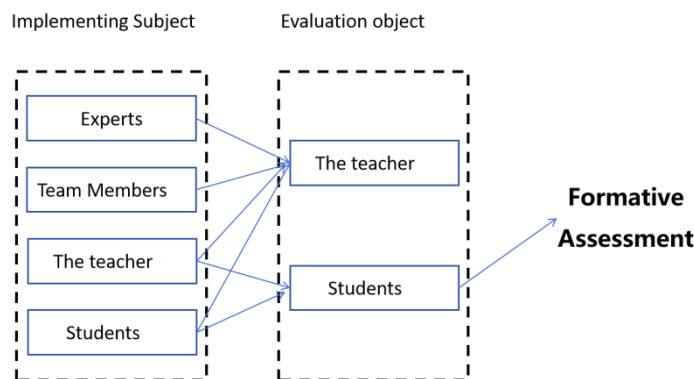 Implementing Subject
Evaluation object
Experts
Team Members
The teacher
Students
The teacher
Students
Formative
Assessment